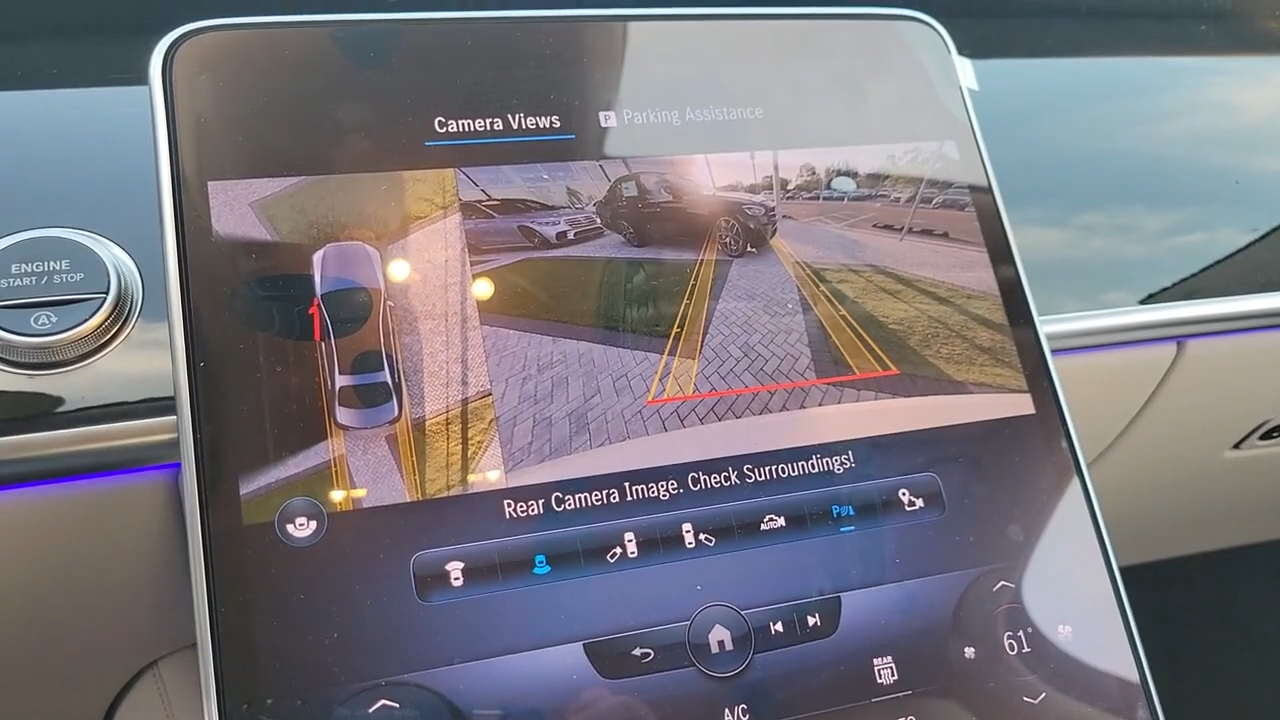 Camera Views
P Parking Assistance
ENGINE
START / STOP
A
Rear Camera Image. Check Surroundings!
AUTO
P
61°
REAR
A/C